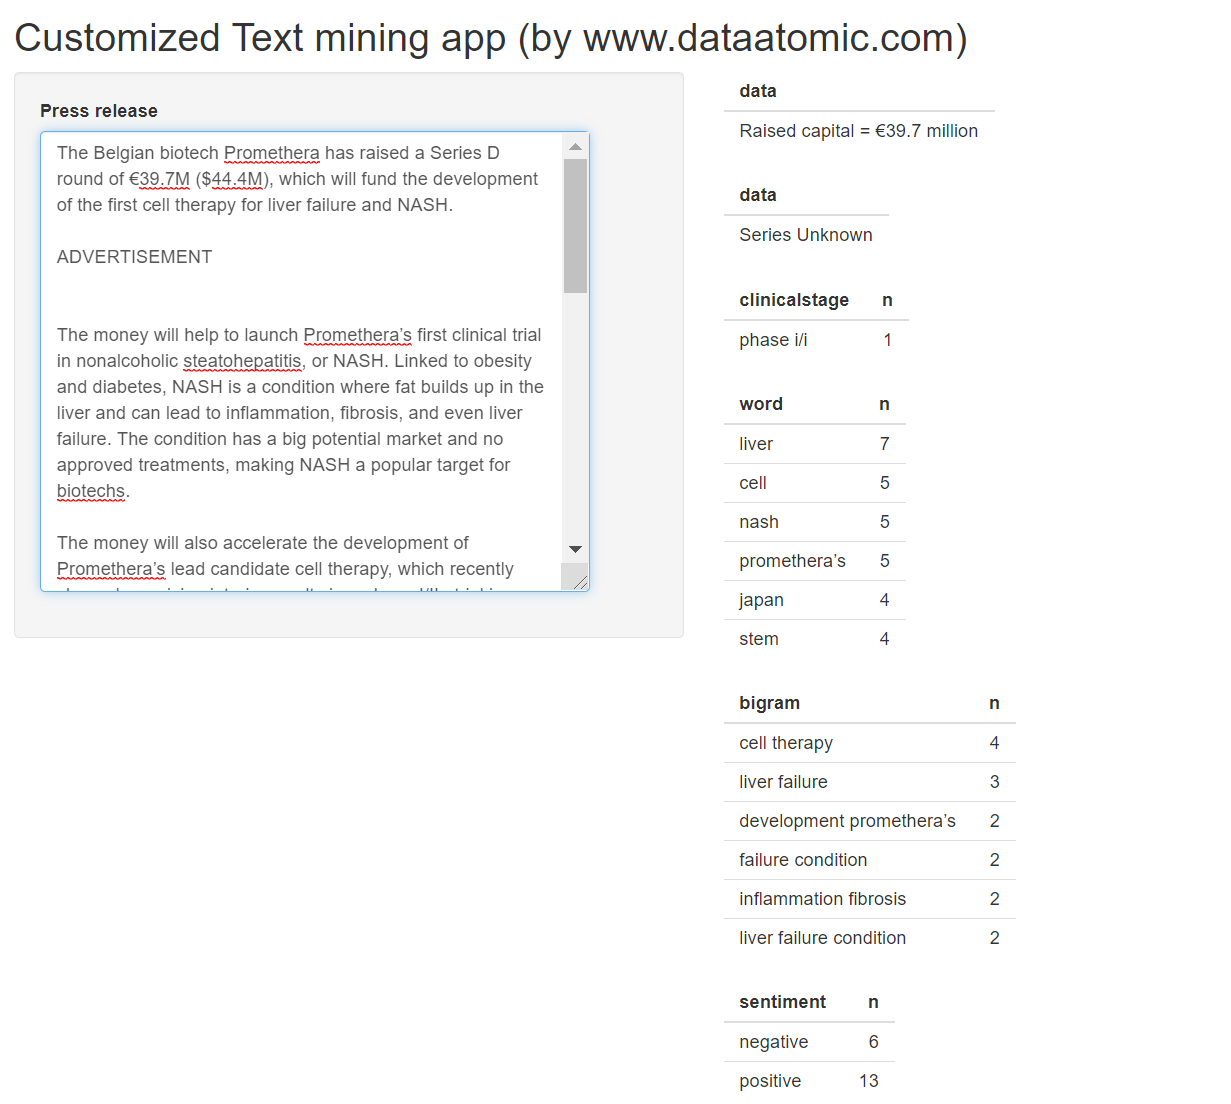 Customized Text mining app (by www.dataatomic.com)
Press release
The Belgian biotech Promethera has raised a Series D
round of €39.7M ($44.4M), which will fund the development
of the first cell therapy for liver failure and NASH.
ADVERTISEMENT
The money will help to launch Promethera’s first clinical trial
in nonalcoholic steatohepatitis, or NASH. Linked to obesity
and diabetes, NASH is a condition where fat builds up in the
liver and can lead to inflammation, fibrosis, and even liver
failure. The condition has a big potential market and no
approved treatments, making NASH a popular target for
biotechs.
The money will also accelerate the development of
Promethera’s lead candidate cell therapy, which recently
data
Raised capital = €39.7 million
data
Series Unknown
clinicalstage n
phase i/i 1
word n
liver 7
cell 5
nash 5
promethera’s 5
japan 4
stem 4
bigram n
cell therapy 4
liver failure 3
development promethera’s 2
failure condition 2
inflammation fibrosis 2
liver failure condition 2
sentiment n
negative 6
positive 13